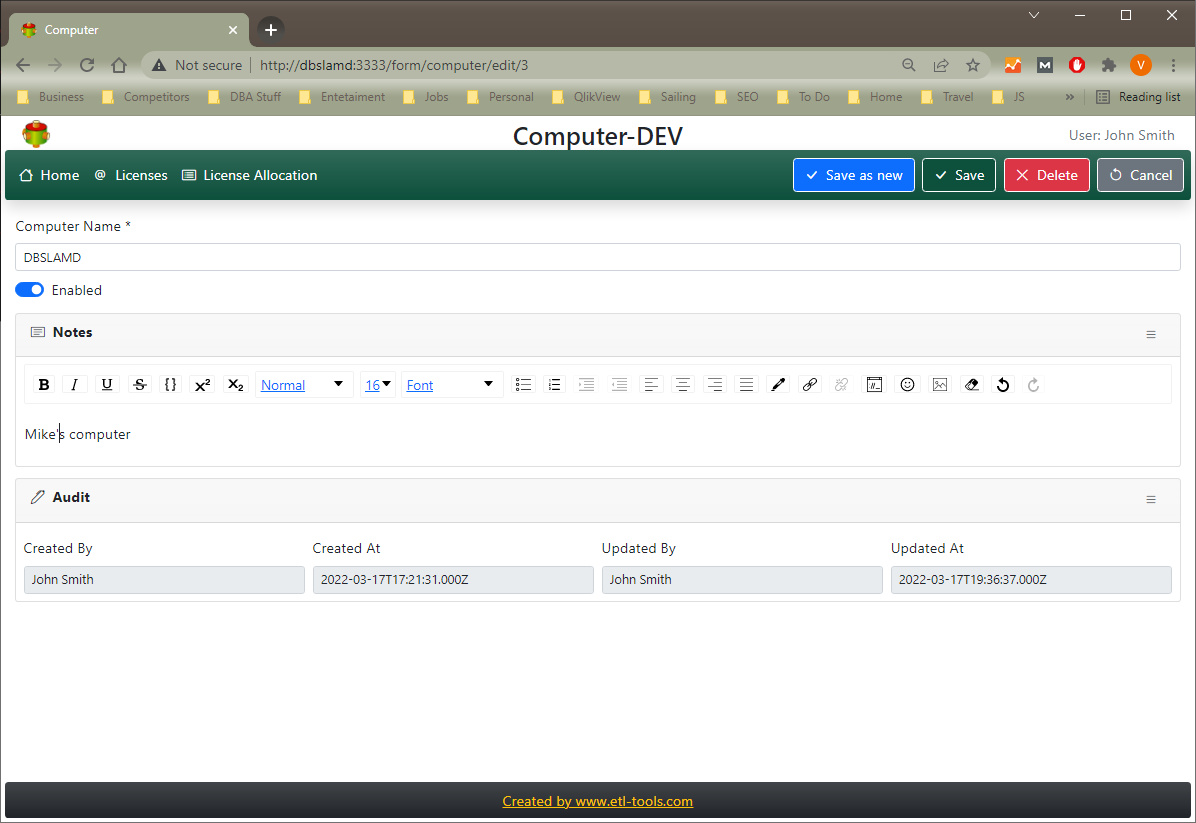 Computer
Not secure http://dbslamd:3333/form/computer/edit/3
M V
Business Competitors DBA Stuff Entetaiment Jobs Personal QlikView Sailing SEO To Do Home Travel JS » Reading list
Computer-DEV User: John Smith
Home @ Licenses License Allocation Save as new Save Delete Cancel
Computer Name *
DBSLAMD
Enabled
Notes
B I U S {} X² X₂ Normal 16 Font
Mike's computer
Audit
Created By Created At Updated By Updated At
John Smith 2022-03-17T17:21:31.000Z John Smith 2022-03-17T19:36:37.000Z
Created by www.etl-tools.com